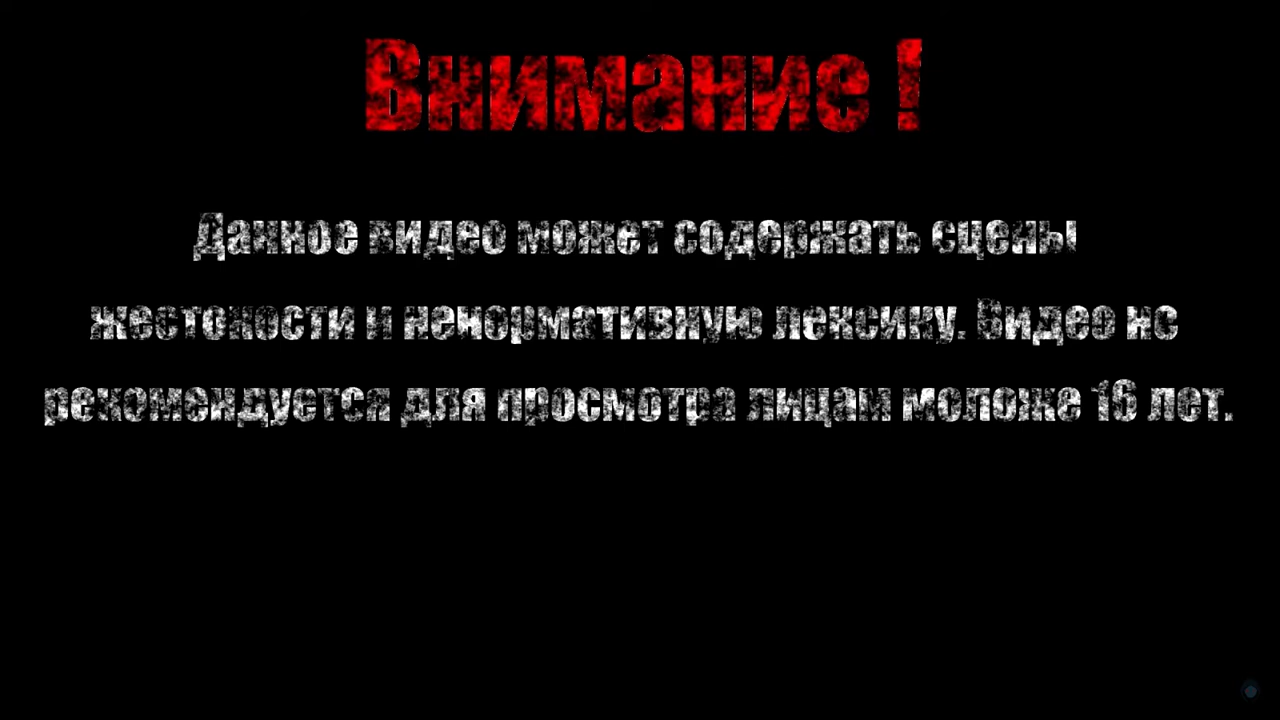 Внимание !
Данное видео может содержать сцены
жестокости и ненормативную лексику. Видео не
рекомендуется для просмотра лицам моложе 16 лет.